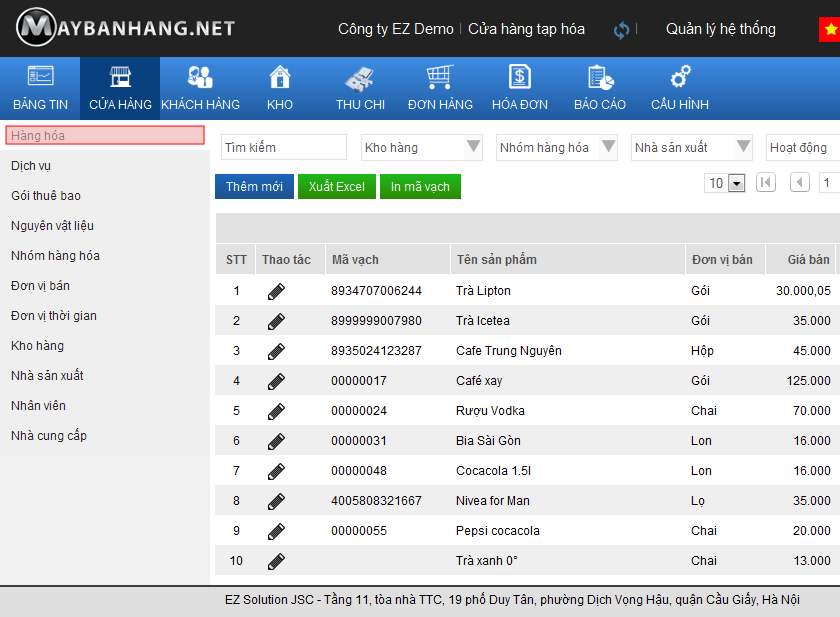 MAYBANHANG.NET
Công ty EZ Demo | Cửa hàng tạp hóa | Quản lý hệ thống
BẢNG TIN CỬA HÀNG KHÁCH HÀNG KHO THU CHI ĐƠN HÀNG HÓA ĐƠN BÁO CÁO CẤU HÌNH
Hàng hóa
Dịch vụ
Gói thuê bao
Nguyên vật liệu
Nhóm hàng hóa
Đơn vị bán
Đơn vị thời gian
Kho hàng
Nhà sản xuất
Nhân viên
Nhà cung cấp
Tìm kiếm Kho hàng Nhóm hàng hóa Nhà sản xuất Hoạt động
Thêm mới Xuất Excel In mã vạch 10 1
STT Thao tác Mã vạch Tên sản phẩm Đơn vị bán Giá bán
1 8934707006244 Trà Lipton Gói 30.000,05
2 8999999007980 Trà Icetea Gói 35.000
3 8935024123287 Cafe Trung Nguyên Hộp 45.000
4 00000017 Café xay Gói 125.000
5 00000024 Rượu Vodka Chai 70.000
6 00000031 Bia Sài Gòn Lon 16.000
7 00000048 Cocacola 1.5l Lon 16.000
8 4005808321667 Nivea for Man Lọ 35.000
9 00000055 Pepsi cocacola Chai 20.000
10 Trà xanh 0° Chai 13.000
EZ Solution JSC - Tầng 11, tòa nhà TTC, 19 phố Duy Tân, phường Dịch Vọng Hậu, quận Cầu Giấy, Hà Nội